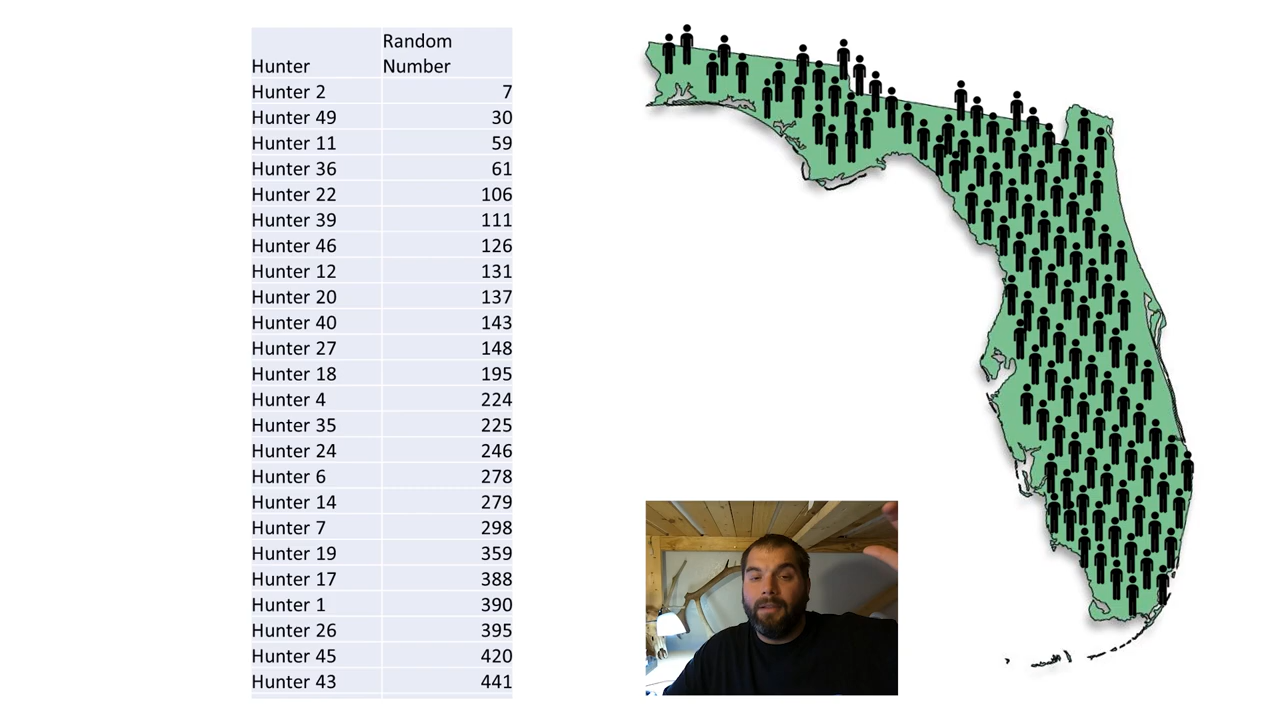 Hunter Random Number
Hunter 2 7
Hunter 49 30
Hunter 11 59
Hunter 36 61
Hunter 22 106
Hunter 39 111
Hunter 46 126
Hunter 12 131
Hunter 20 137
Hunter 40 143
Hunter 27 148
Hunter 18 195
Hunter 4 224
Hunter 35 225
Hunter 24 246
Hunter 6 278
Hunter 14 279
Hunter 7 298
Hunter 19 359
Hunter 17 388
Hunter 1 390
Hunter 26 395
Hunter 45 420
Hunter 43 441